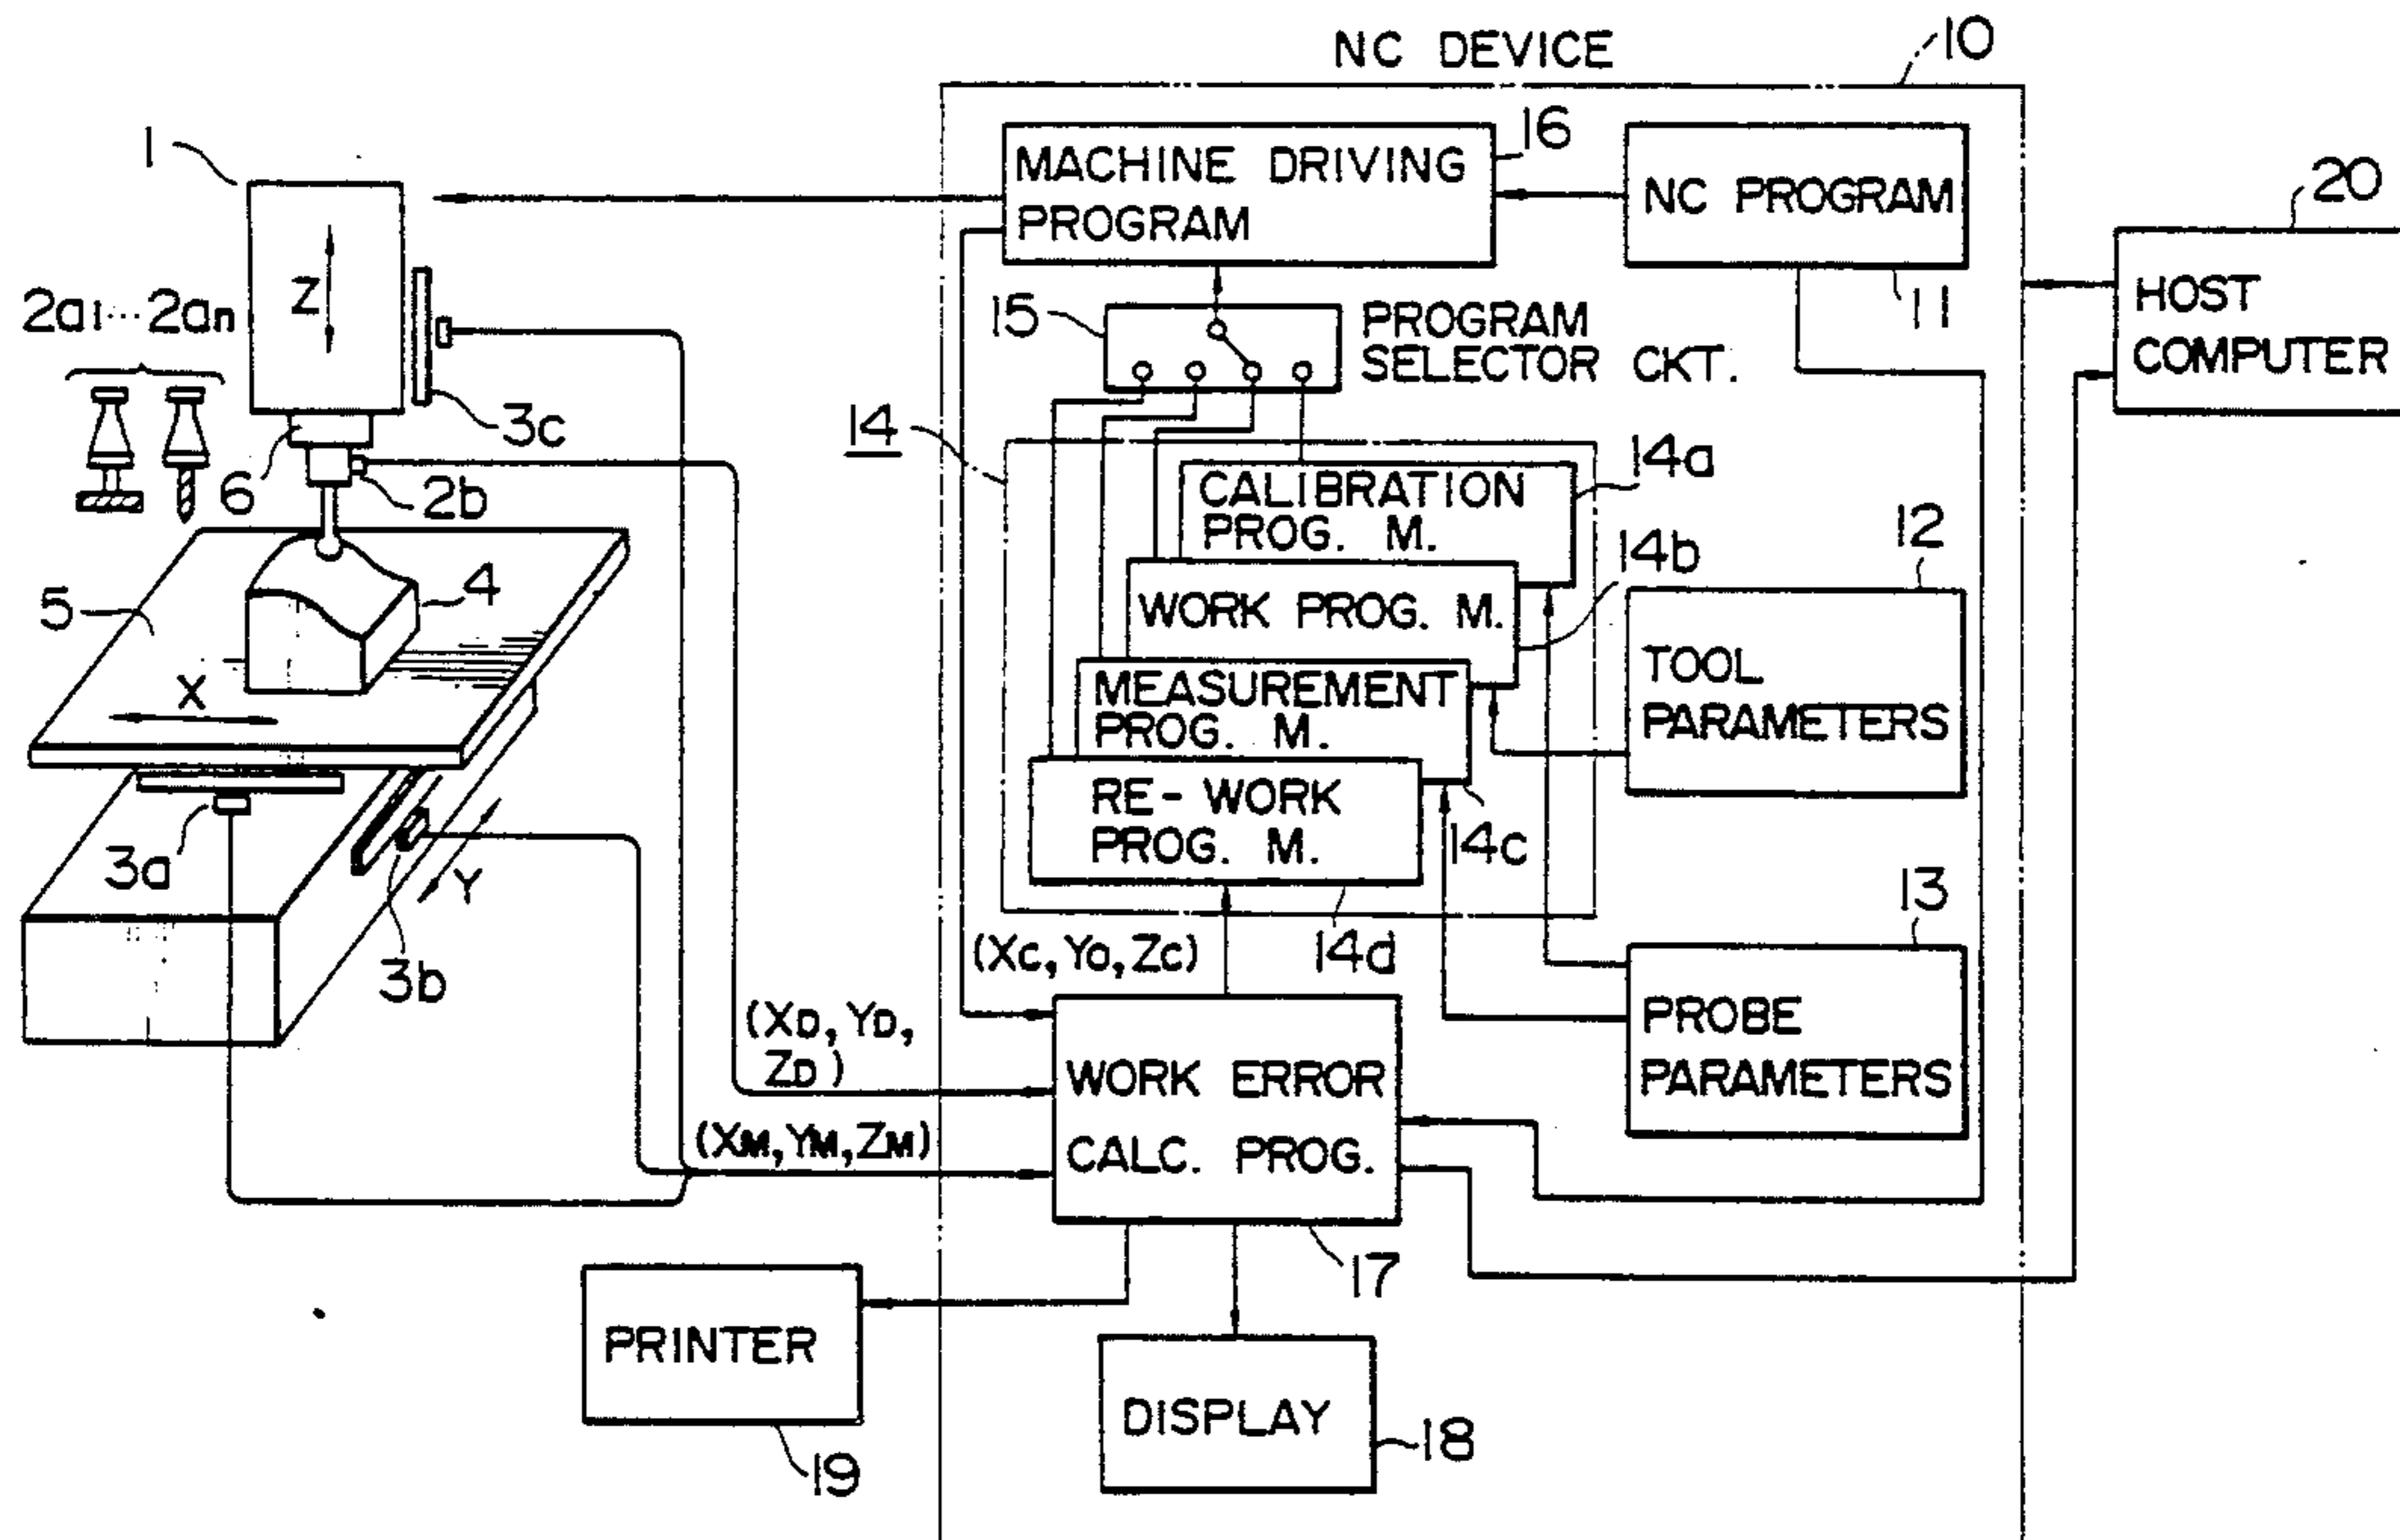 NC DEVICE
10
1
16
MACHINE DRIVING
PROGRAM
NC PROGRAM
20
Z
2a1···2an
11
HOST
COMPUTER
15
PROGRAM
SELECTOR CKT.
3c
14
14a
6
2b
CALIBRATION
PROG. M.
12
14b
5
4
WORK PROG. M.
TOOL
PARAMETERS
X
MEASUREMENT
PROG. M.
RE-WORK
PROG. M.
14c
3a
Y
13
3b
(XC, YC, ZC)
14d
PROBE
PARAMETERS
(XD, YD,
ZD)
WORK ERROR
CALC. PROG.
(XM, YM, ZM)
17
PRINTER
DISPLAY
18
19